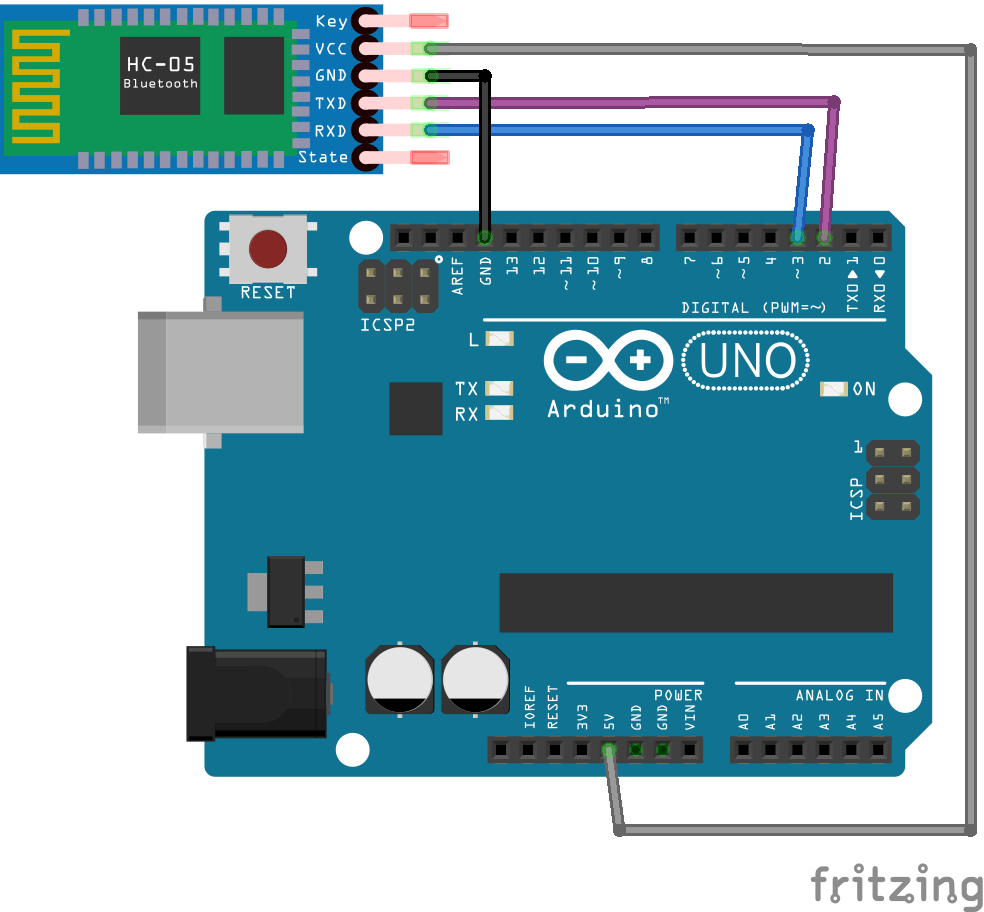 Key
VCC
HC-05
Bluetooth
GND
TXD
RXD
State
RESET
ICSP2
AREF
GND
13
12
~11
~10
~9
8
7
~6
~5
4
~3
2
TX0▶1
RX0◀0
DIGITAL (PWM=~)
L
TX
RX
UNO
Arduino™
ON
1
ICSP
POWER
ANALOG IN
IOREF
RESET
3V3
5V
GND
GND
VIN
A0
A1
A2
A3
A4
A5
fritzing